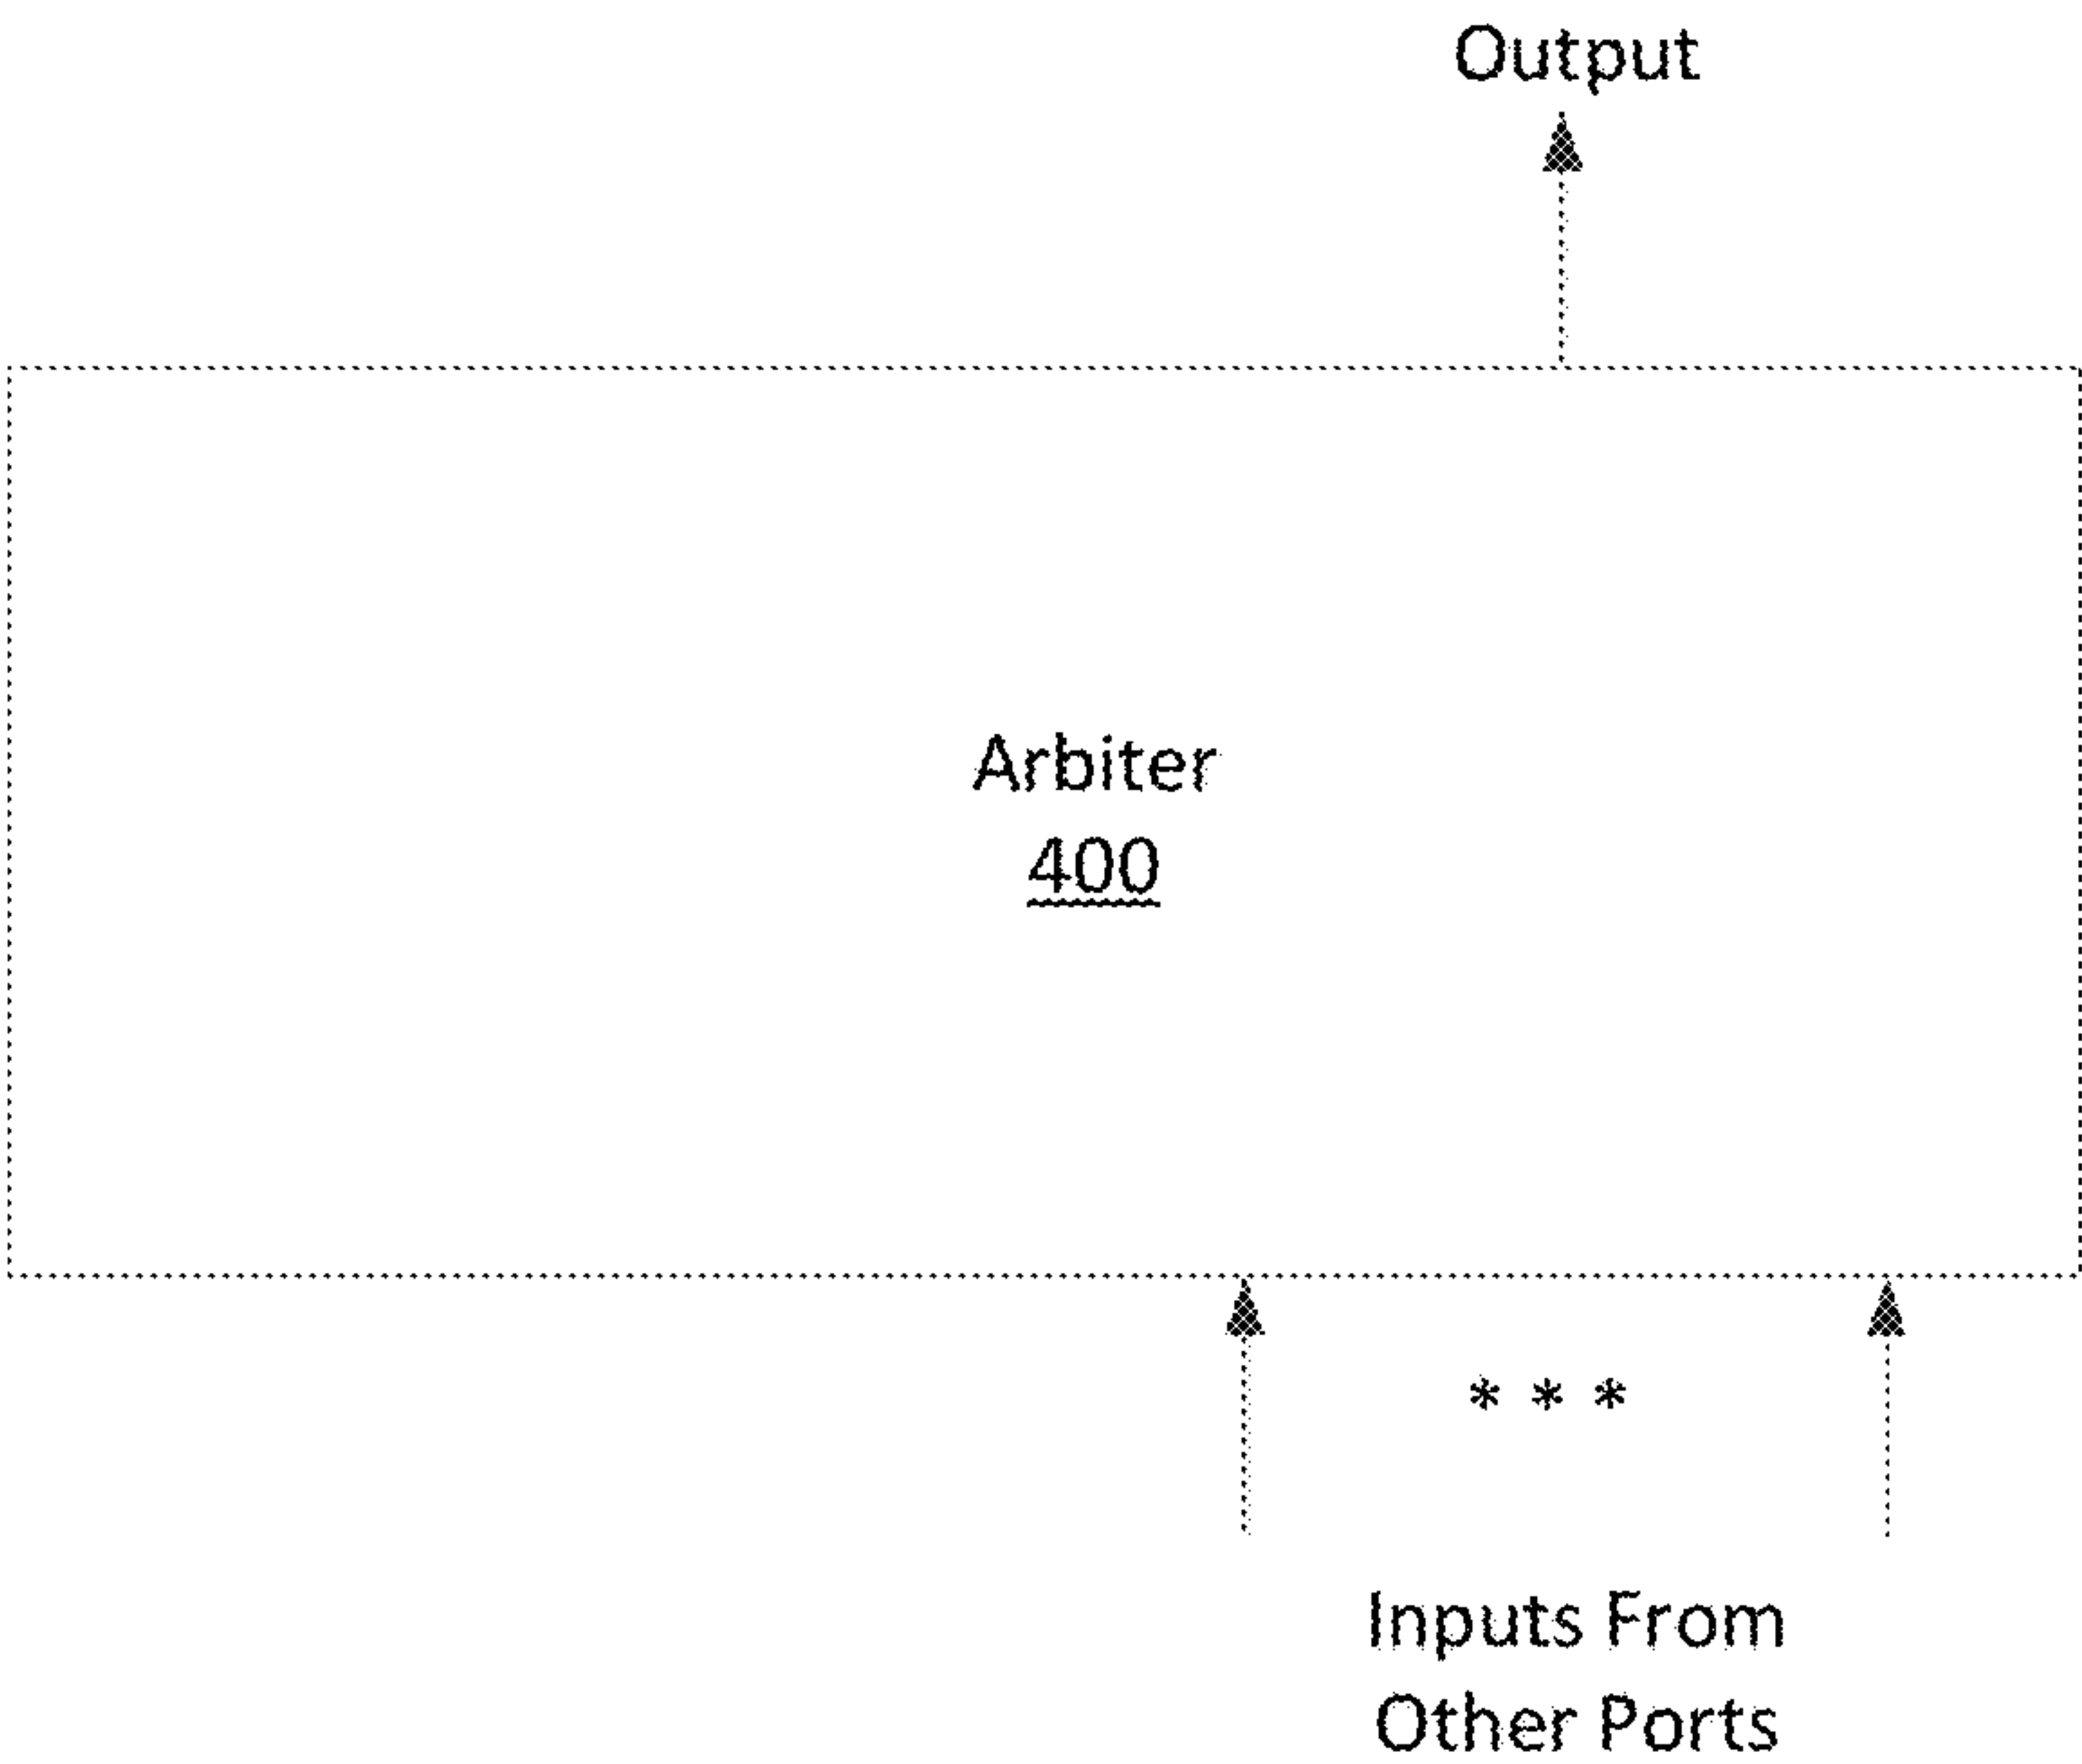 Output
Arbiter
400
* * *
Inputs From
Other Ports